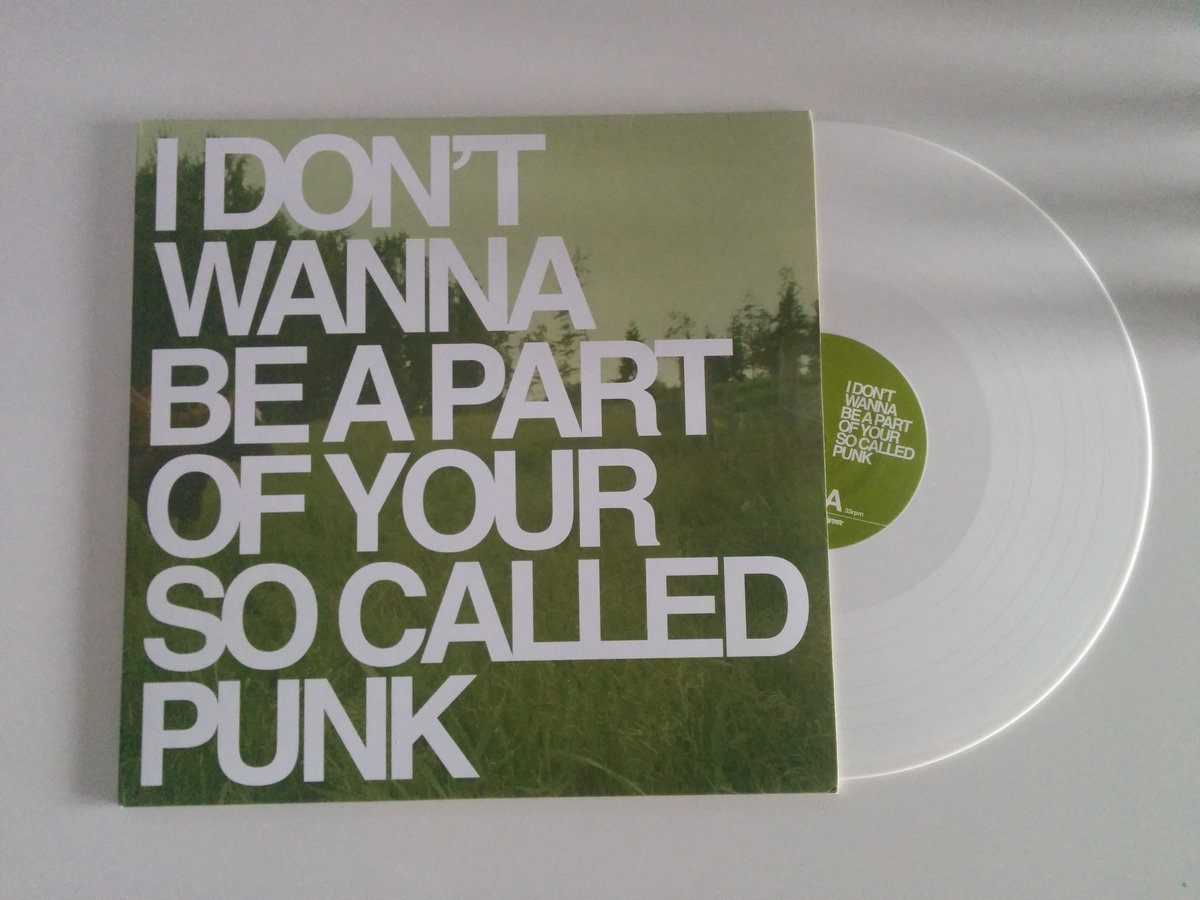 I DON'T
WANNA
BE A PART
OF YOUR
SO CALLED
PUNK
I DON'T
WANNA
BE A PART
OF YOUR
SO CALLED
PUNK
A 33rpm